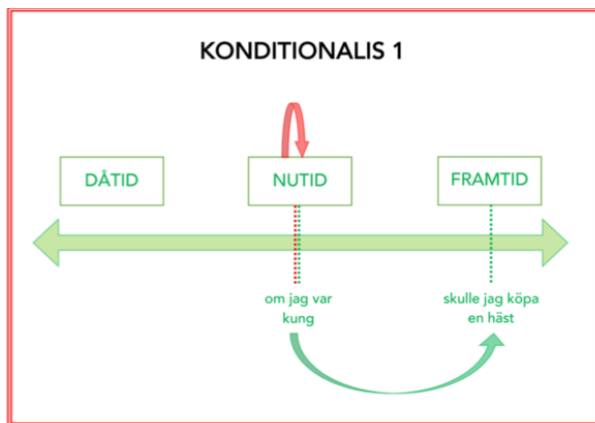 KONDITIONALIS 1
DÅTID
NUTID
FRAMTID
om jag var
kung
skulle jag köpa
en häst